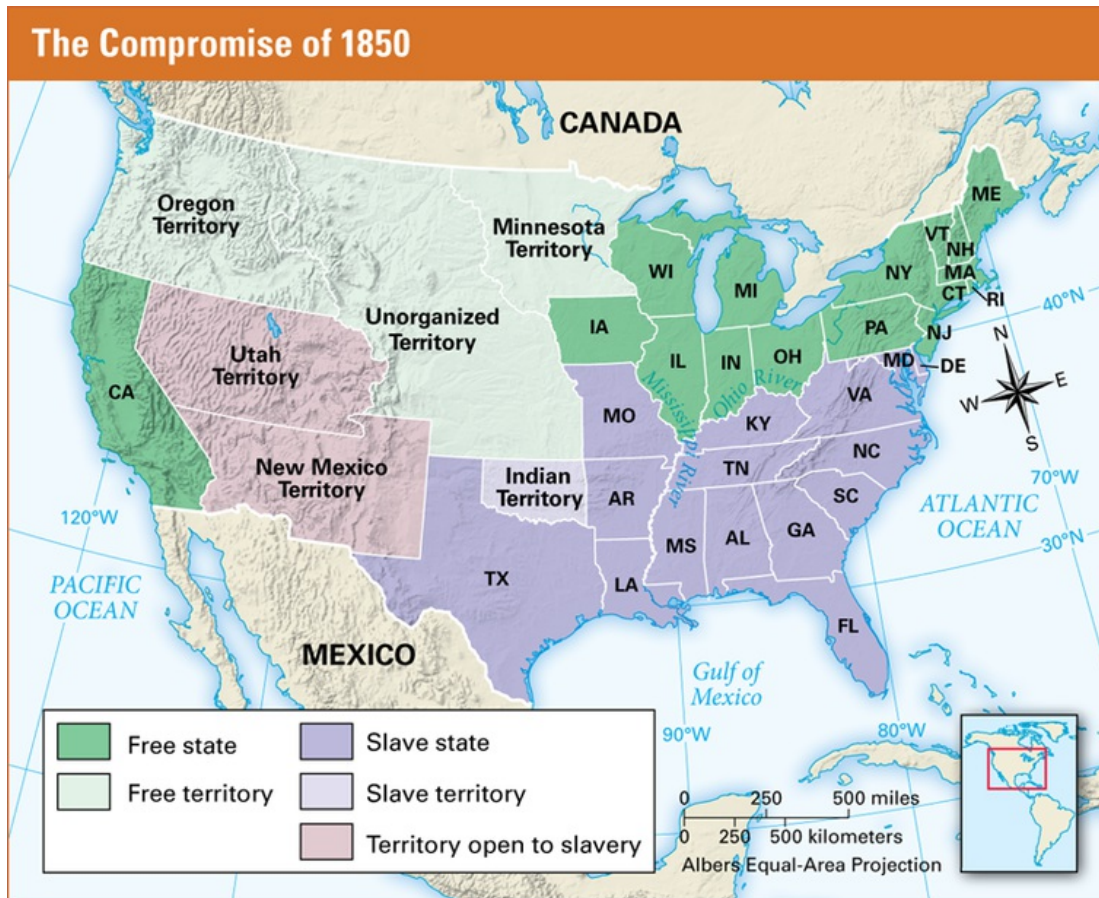 The Compromise of 1850
CANADA
Oregon
Territory
Minnesota
Territory
Unorganized
Territory
Utah
Territory
New Mexico
Territory
Indian
Territory
ME
VT
NH
NY
MA
CT
RI
WI
MI
IA
PA
NJ
IL
IN
OH
MD
DE
CA
MO
KY
VA
NC
TN
AR
SC
MS
AL
GA
TX
LA
FL
Mississippi River
Ohio River
40°N
N
E
W
S
70°W
120°W
30°N
ATLANTIC
OCEAN
PACIFIC
OCEAN
MEXICO
Gulf of
Mexico
90°W
80°W
Free state
Free territory
Slave state
Slave territory
Territory open to slavery
0 250 500 miles
0 250 500 kilometers
Albers Equal-Area Projection